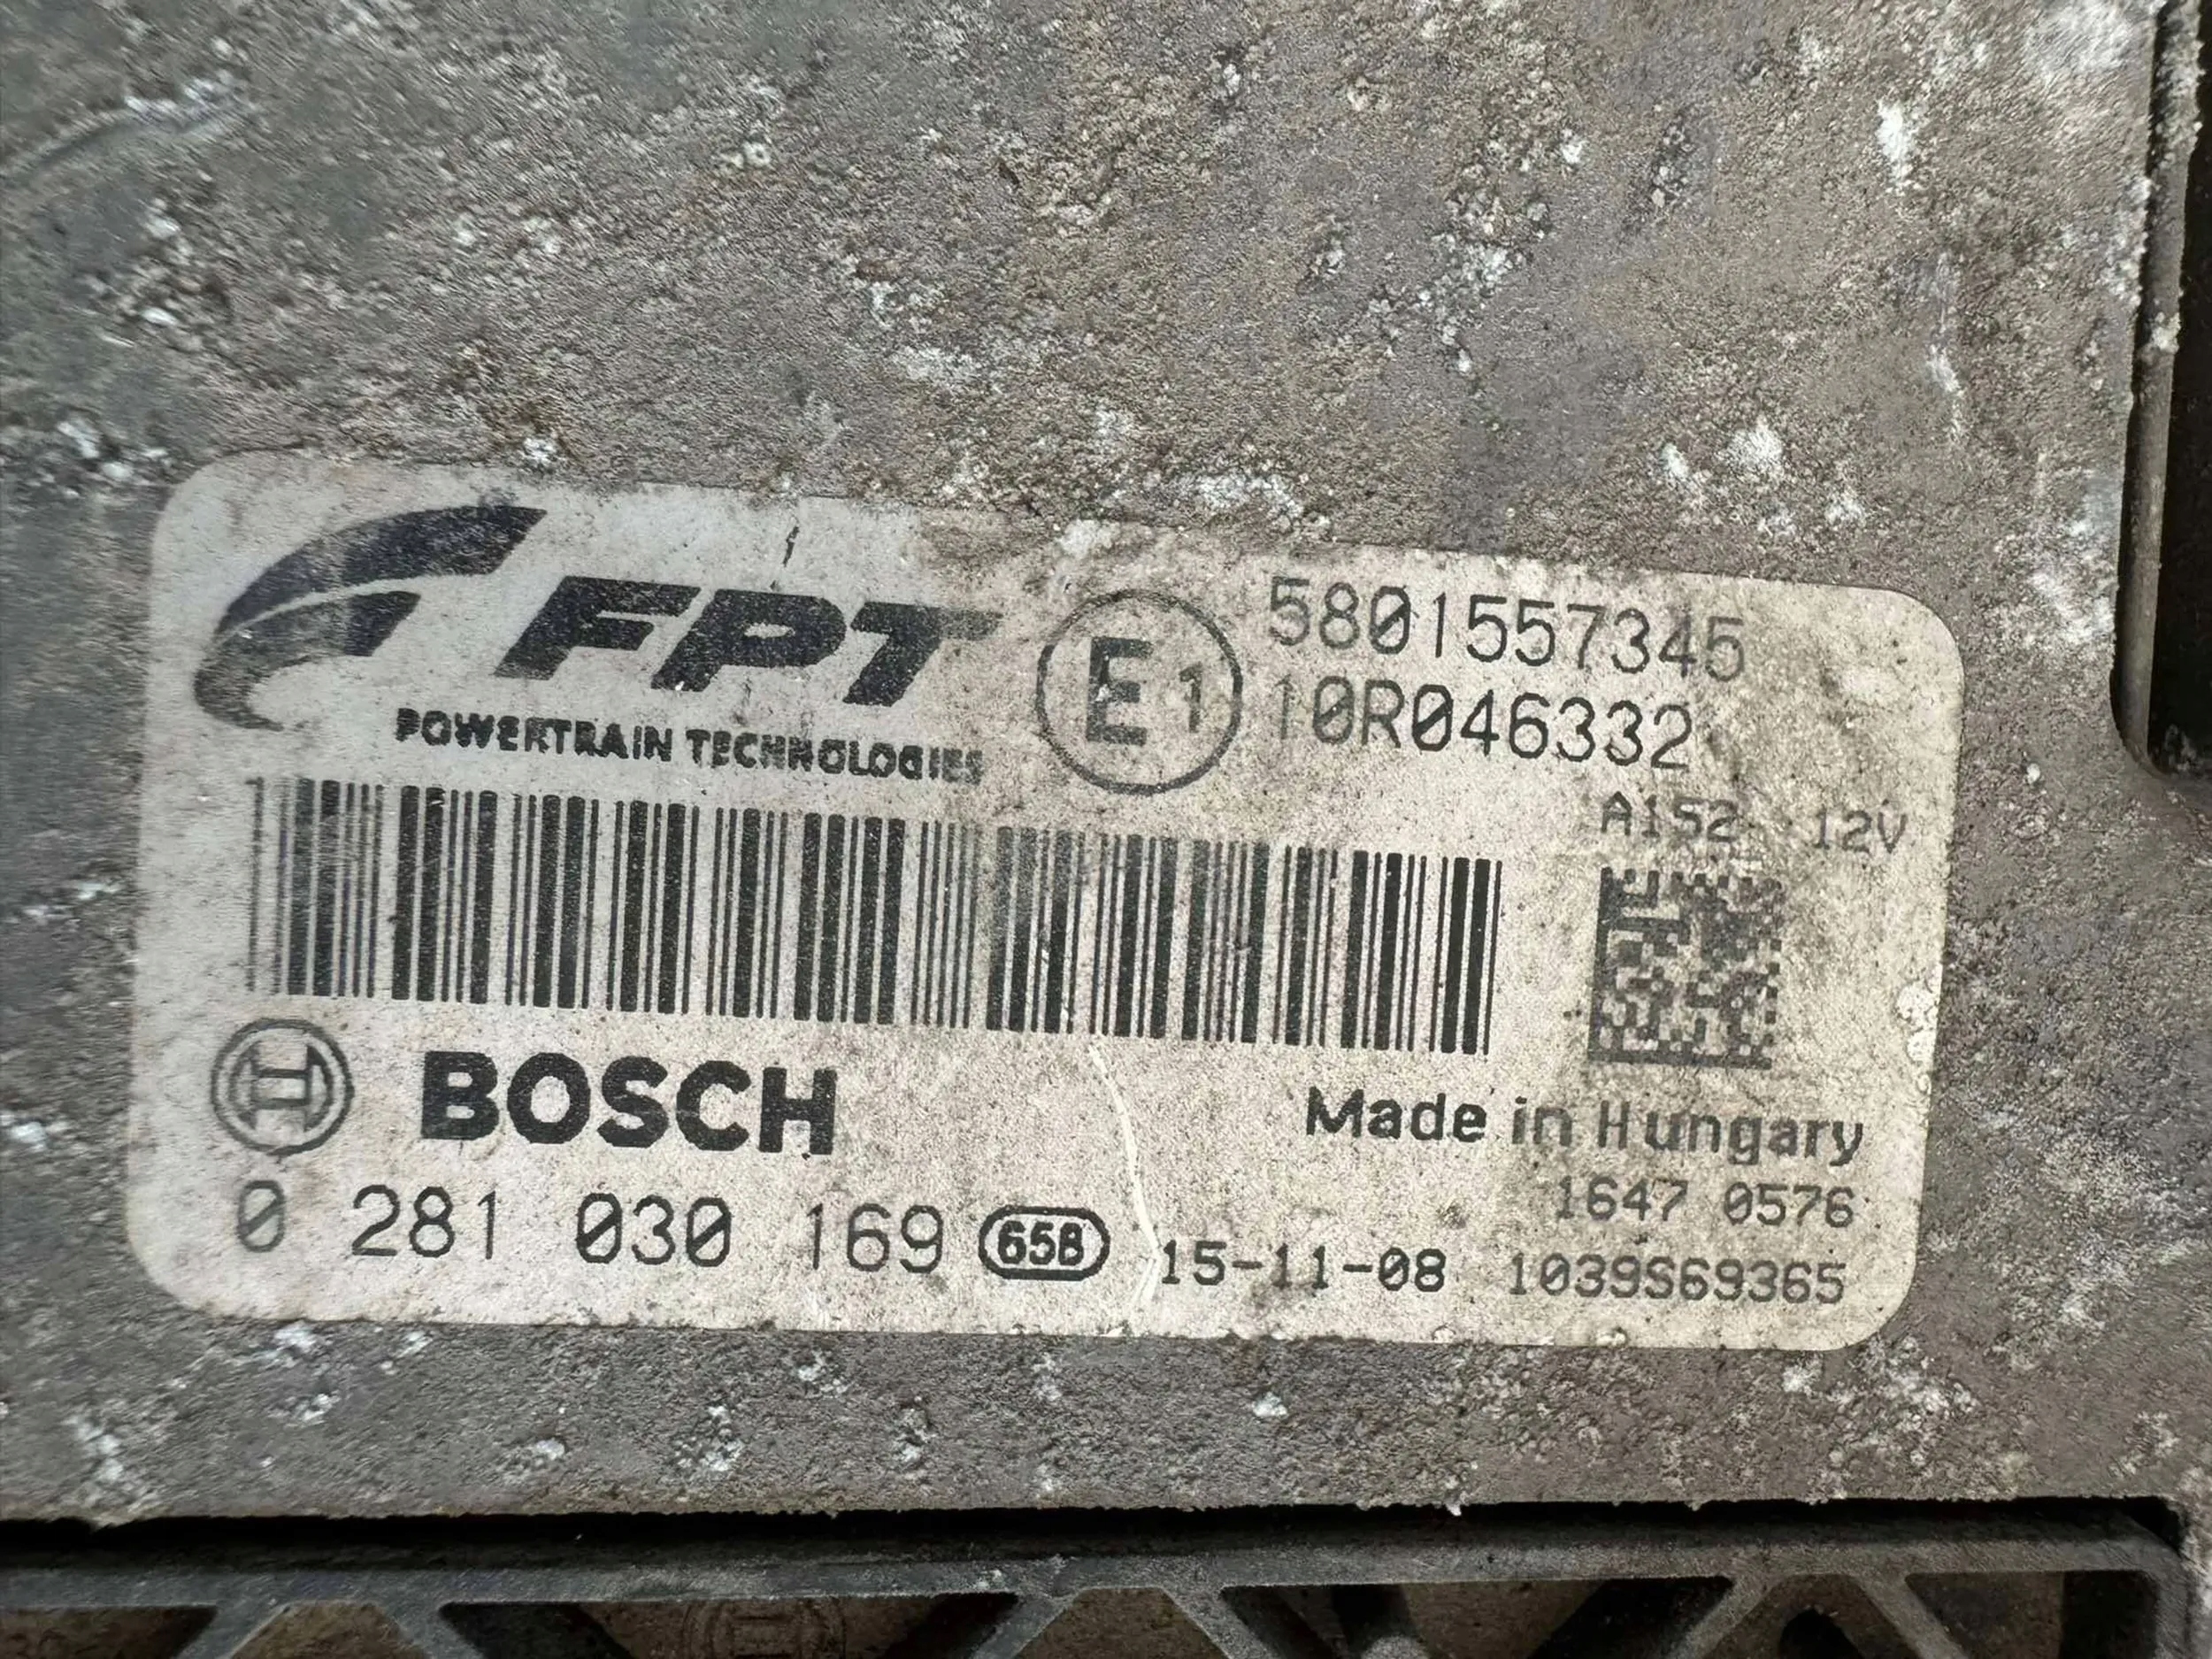 FPT
POWERTRAIN TECHNOLOGIES
E1
5801557345
10R046332
A152 12V
BOSCH
Made in Hungary
1647 0576
0 281 030 169 65B 15-11-08 1039S69365